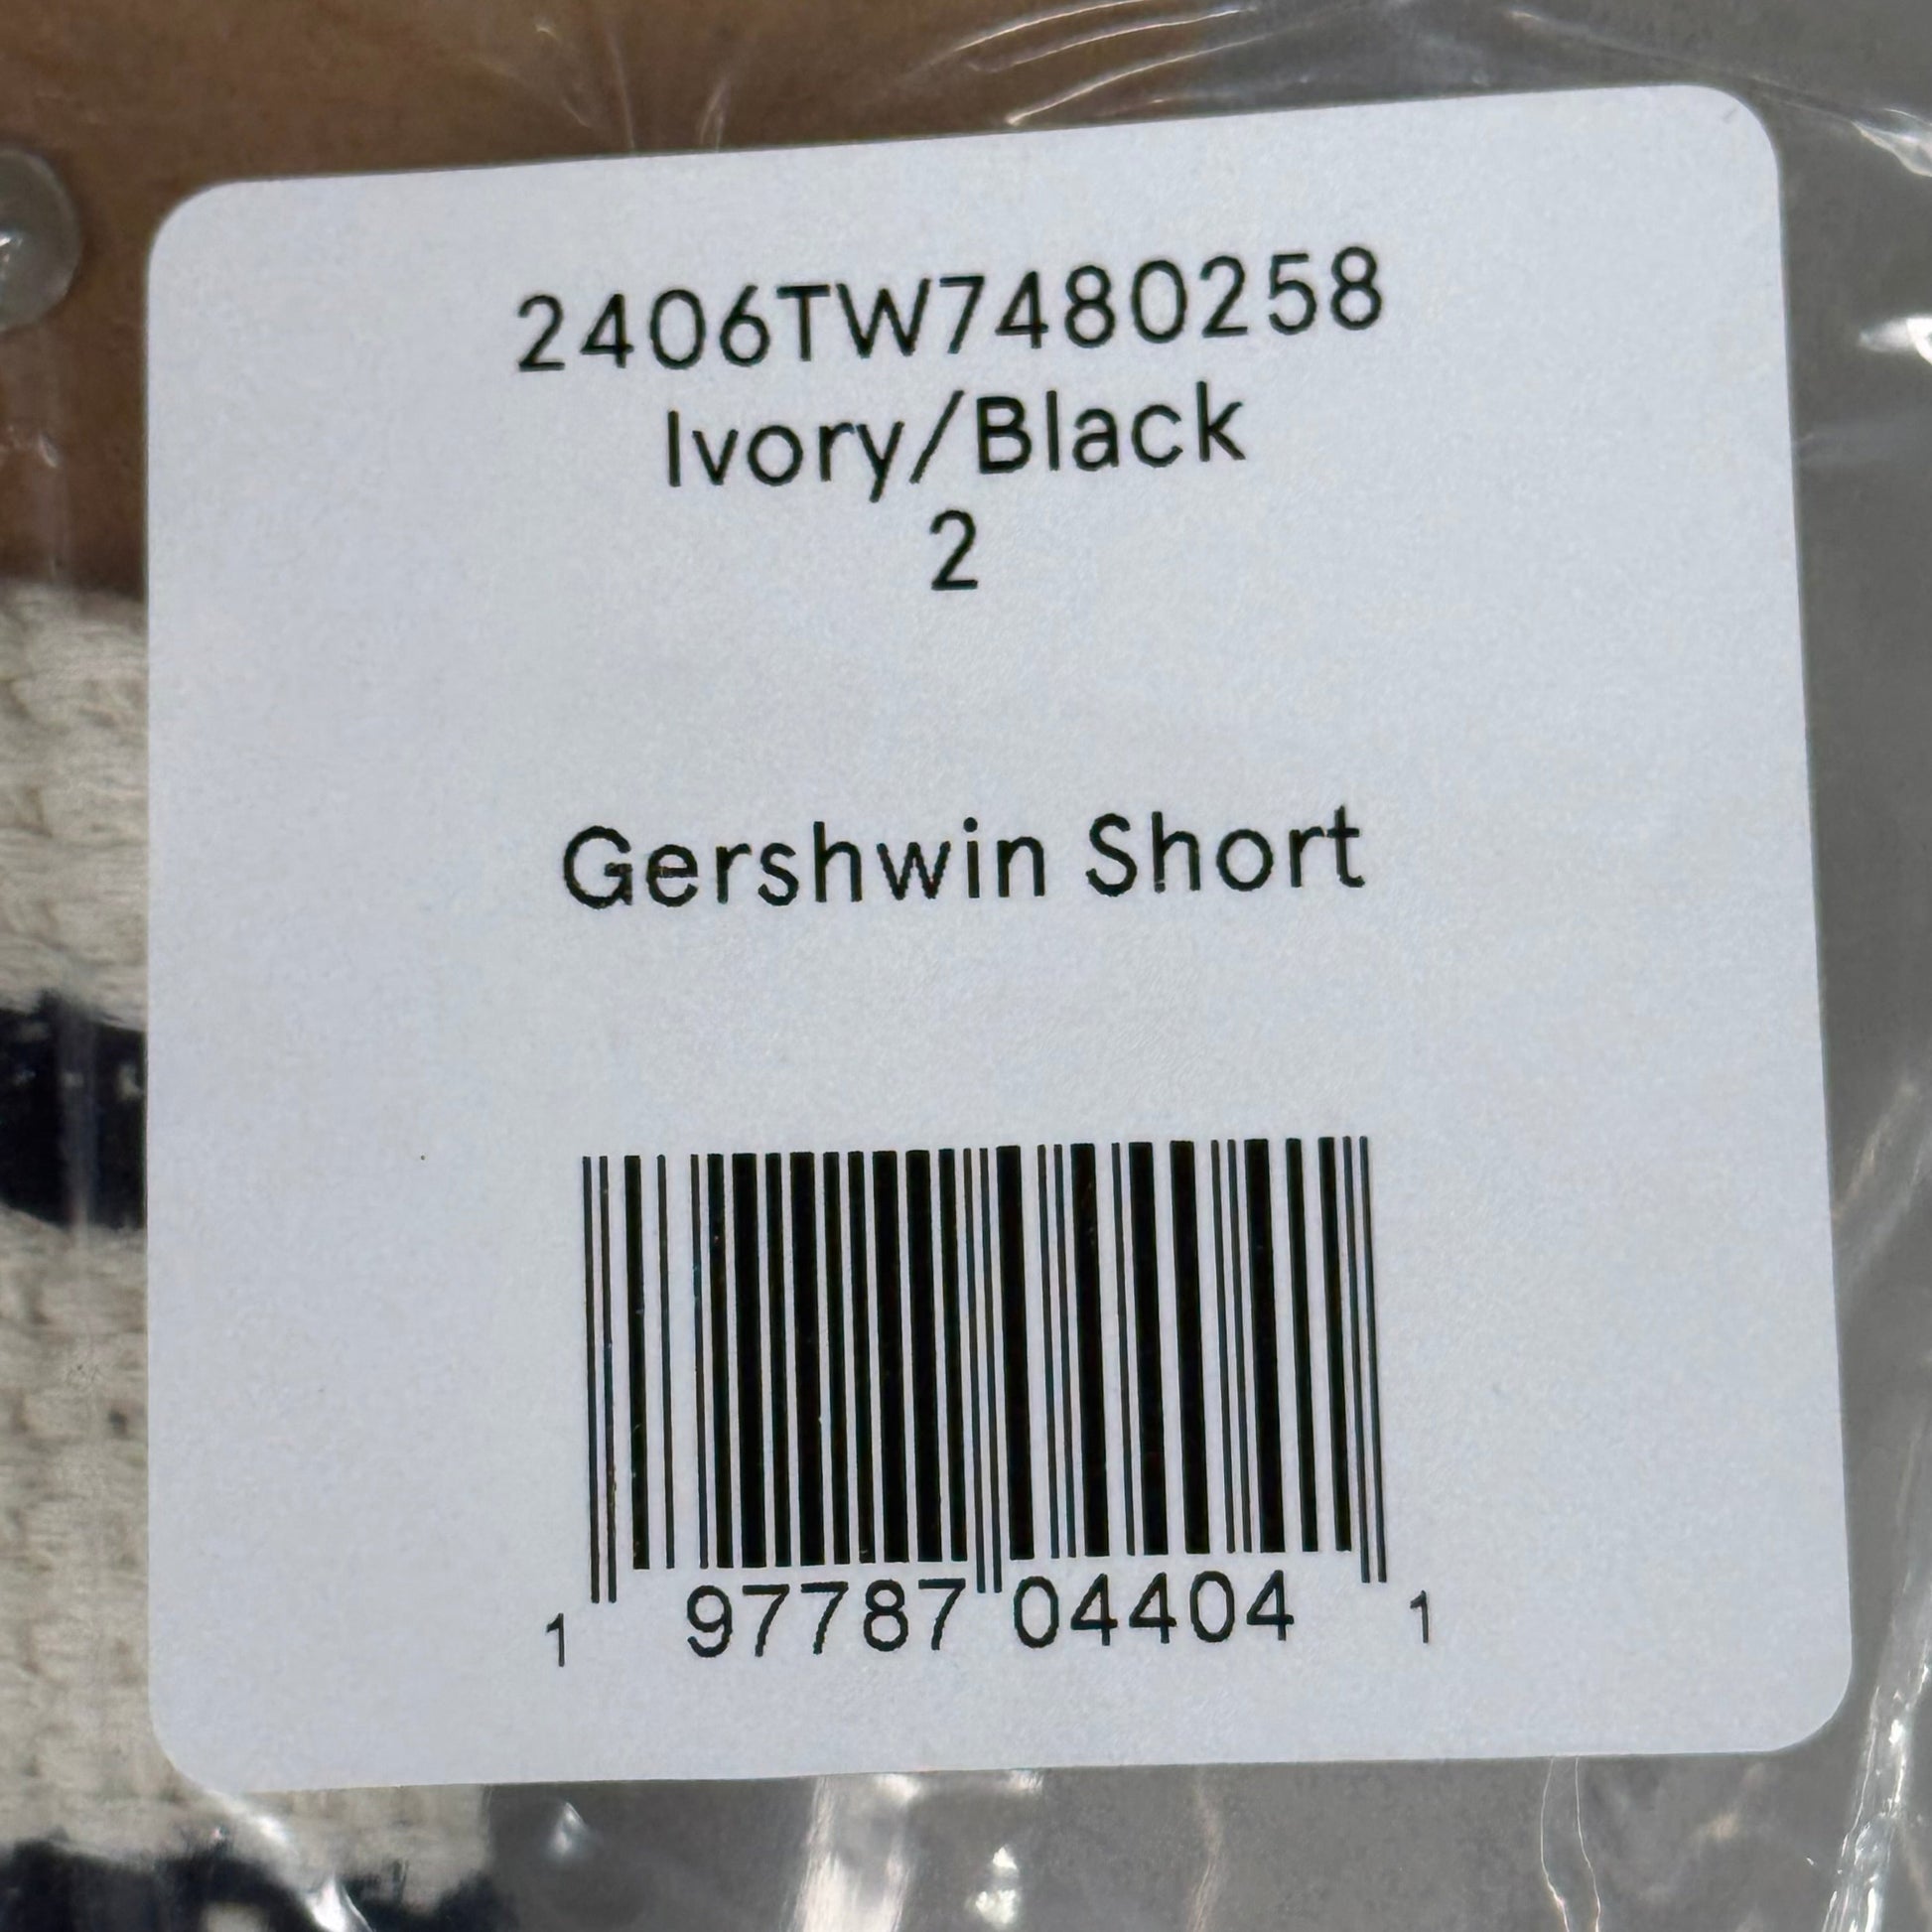 2406TW7480258
Ivory/Black
2
Gershwin Short
1 97787 04404 1